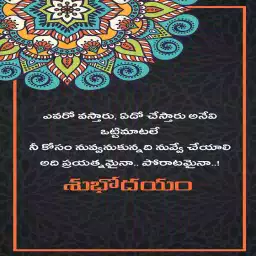 ఎవరో వస్తారు, ఏదో చేస్తారు అనేవి
ఒట్టిమాటలే
నీ కోసం నువ్వనుకున్నది నువ్వే చేయాలి
అది ప్రయత్నమైనా.. పోరాటమైనా..!
శుభోదయం